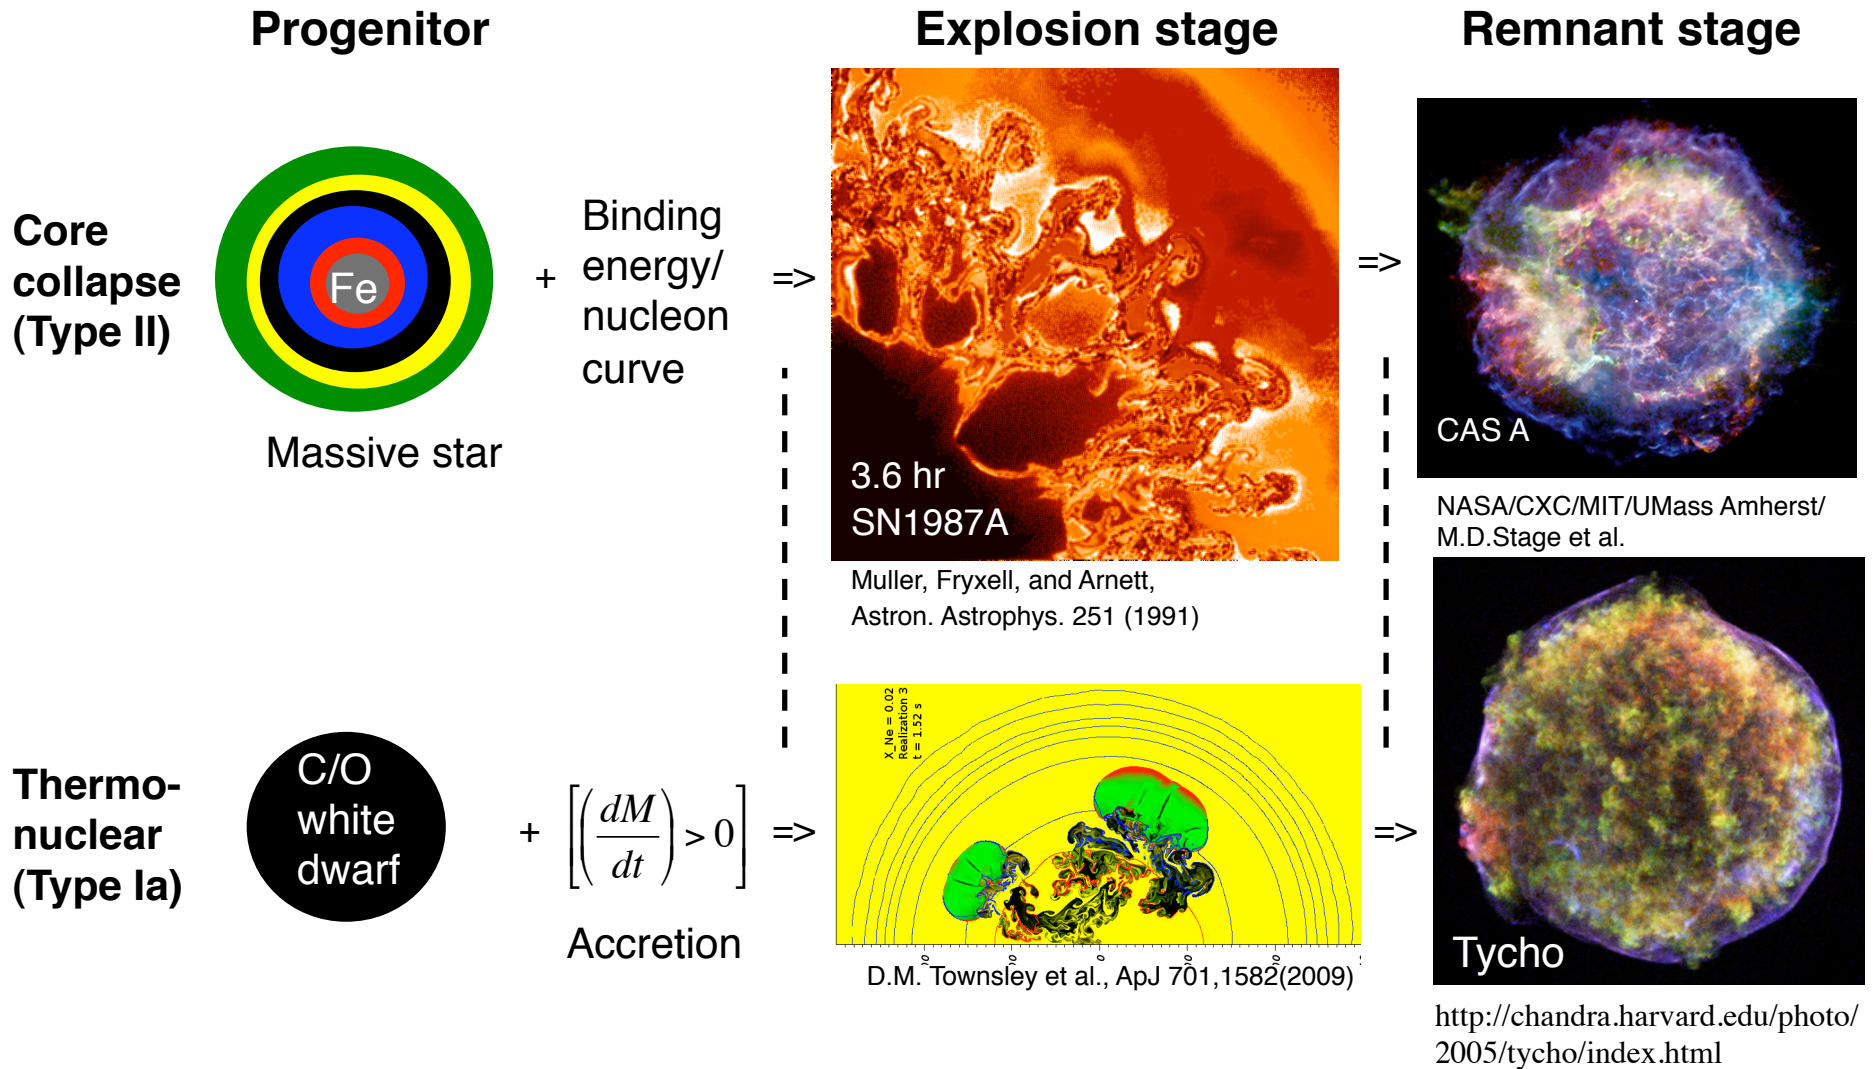 Progenitor
Explosion stage
Remnant stage
Core
collapse
(Type II)
Fe
Massive star
+
Binding
energy/
nucleon
curve
=>
3.6 hr
SN1987A
Muller, Fryxell, and Arnett,
Astron. Astrophys. 251 (1991)
=>
CAS A
NASA/CXC/MIT/UMass Amherst/
M.D.Stage et al.
Thermo-
nuclear
(Type Ia)
C/O
white
dwarf
+
[(dM/dt) > 0]
Accretion
=>
X_Ne = 0.02
Realization 3
t = 1.52 s
D.M. Townsley et al., ApJ 701,1582(2009)
=>
Tycho
http://chandra.harvard.edu/photo/
2005/tycho/index.html